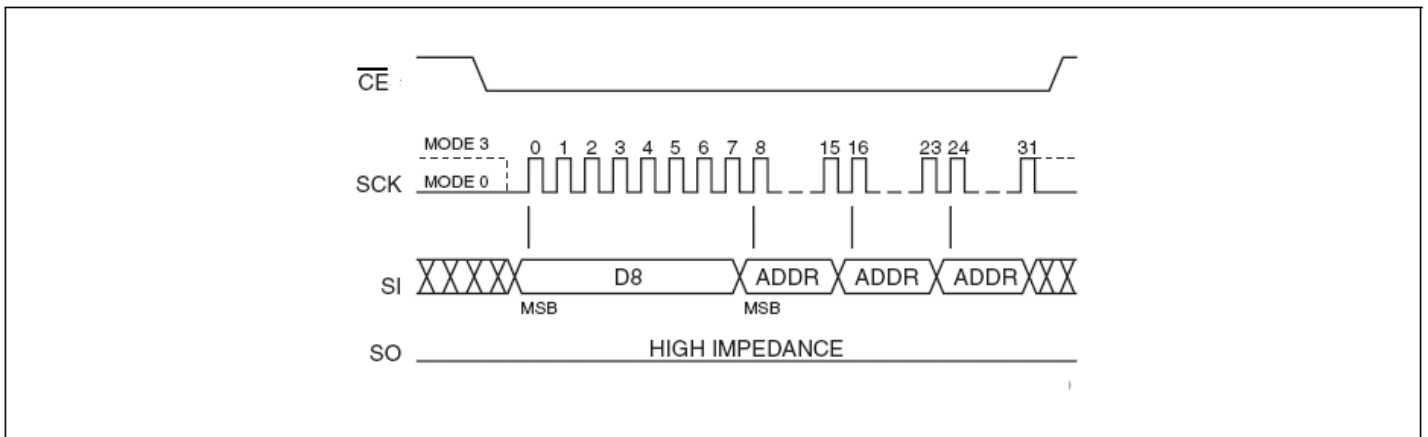 CE
MODE 3
0 1 2 3 4 5 6 7 8 15 16 23 24 31
SCK MODE 0
SI D8 ADDR ADDR ADDR
MSB MSB
SO HIGH IMPEDANCE